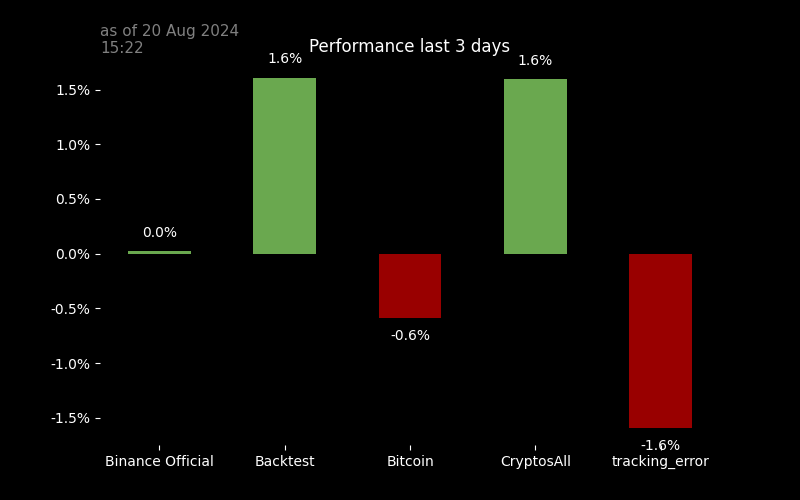 as of 20 Aug 2024
15:22
Performance last 3 days
1.6%
1.6%
1.5%
1.0%
0.5%
0.0%
0.0%
-0.5%
-0.6%
-1.0%
-1.5%
-1.6%
Binance Official
Backtest
Bitcoin
CryptosAll
tracking_error